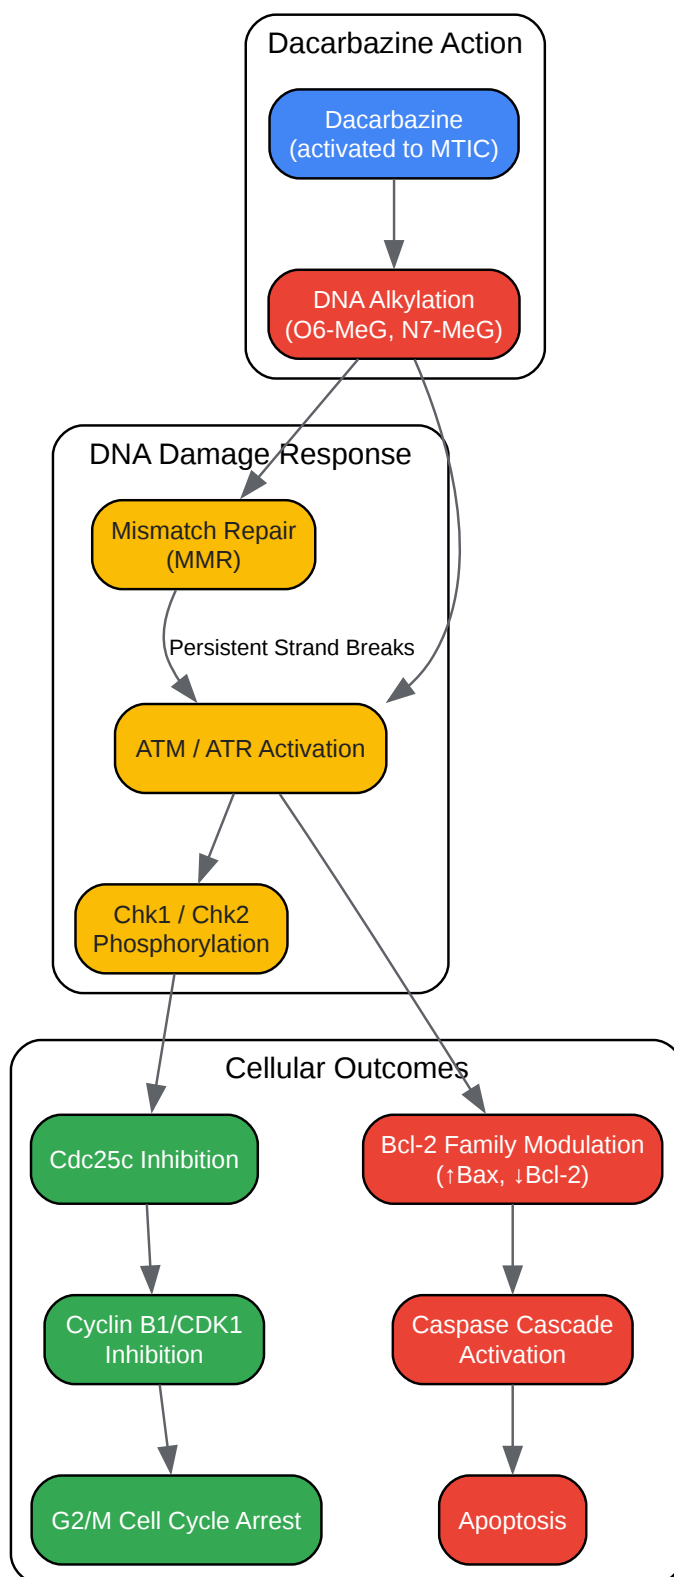 Dacarbazine Action
Dacarbazine
(activated to MTIC)
DNA Alkylation
(O6-MeG, N7-MeG)
DNA Damage Response
Mismatch Repair
(MMR)
Persistent Strand Breaks
ATM / ATR Activation
Chk1 / Chk2
Phosphorylation
Cellular Outcomes
Cdc25c Inhibition
Bcl-2 Family Modulation
(↑Bax, ↓Bcl-2)
Cyclin B1/CDK1
Inhibition
Caspase Cascade
Activation
G2/M Cell Cycle Arrest
Apoptosis